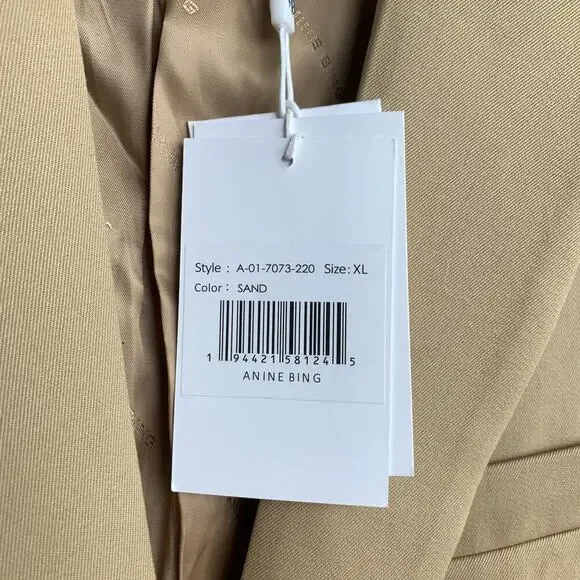 Style : A-01-7073-220 Size: XL
Color : SAND
1 94421 58124 5
ANINE BING